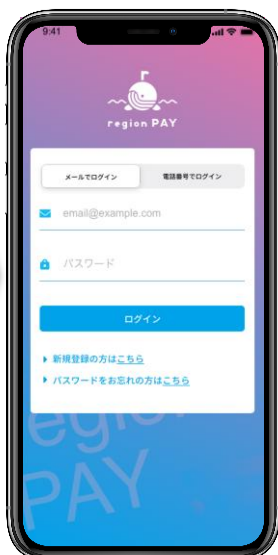 9:41
region PAY
メールでログイン
電話番号でログイン
email@example.com
パスワード
ログイン
新規登録の方はこちら
パスワードをお忘れの方はこちら
region
PAY